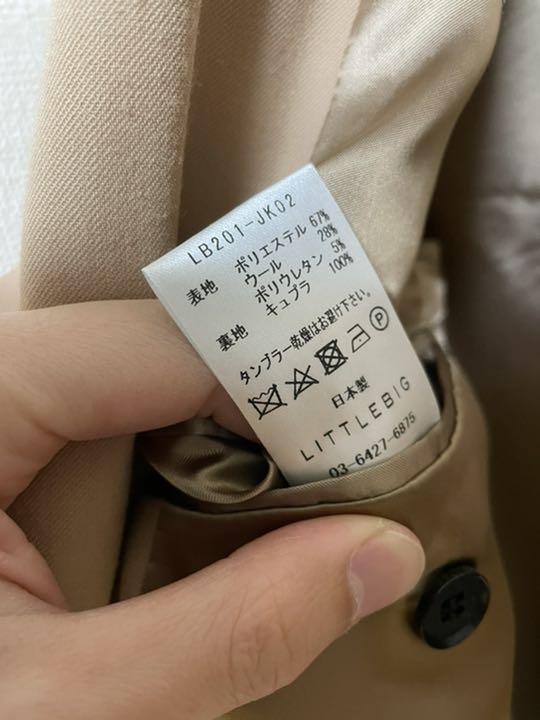 LB201-JK02
表地 ポリエステル 67%
ウール 28%
ポリウレタン 5%
裏地 キュプラ 100%
タンブラー乾燥はお避け下さい。
P
日本製
LITTLEBIG
03-6427-6875